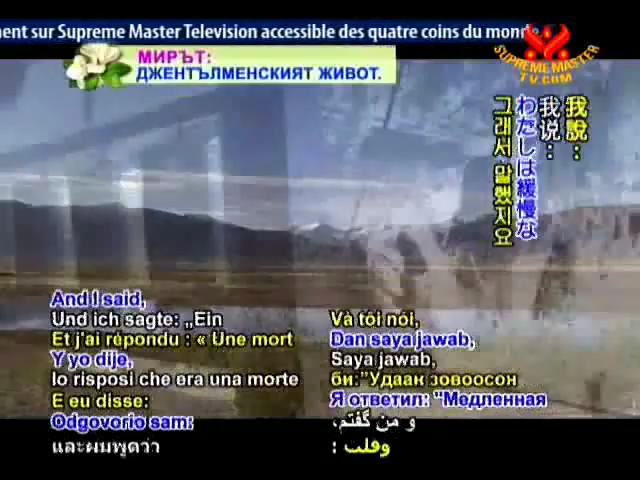 ent sur Supreme Master Television accessible des quatre coins du monde
SUPREME MASTER
TV.COM
МИРЪТ:
ДЖЕНТЪЛМЕНСКИЯТ ЖИВОТ.
我說：
我说：
わたしは緩慢な
그래서 말했지요
And I said,
Und ich sagte: „Ein
Et j'ai répondu : « Une mort
Y yo dije,
Io risposi che era una morte
E eu disse:
Odgovorio sam:
และผมพูดว่า
Và tôi nói,
Dan saya jawab,
Saya jawab,
би:"Удаан зовоосон
Я ответил: "Медленная
و من گفتم،
وقلت :